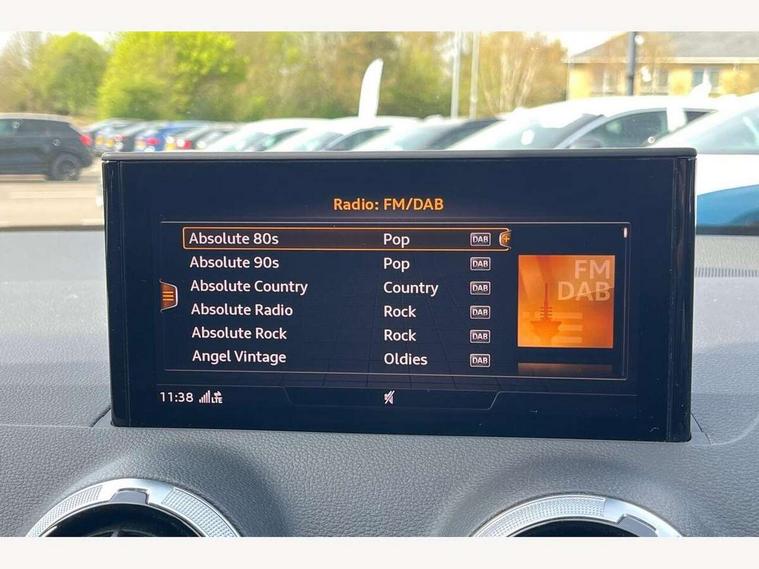 Radio: FM/DAB
Absolute 80s Pop DAB
Absolute 90s Pop DAB
Absolute Country Country DAB
Absolute Radio Rock DAB
Absolute Rock Rock DAB
Angel Vintage Oldies DAB
FM
DAB
11:38 LTE